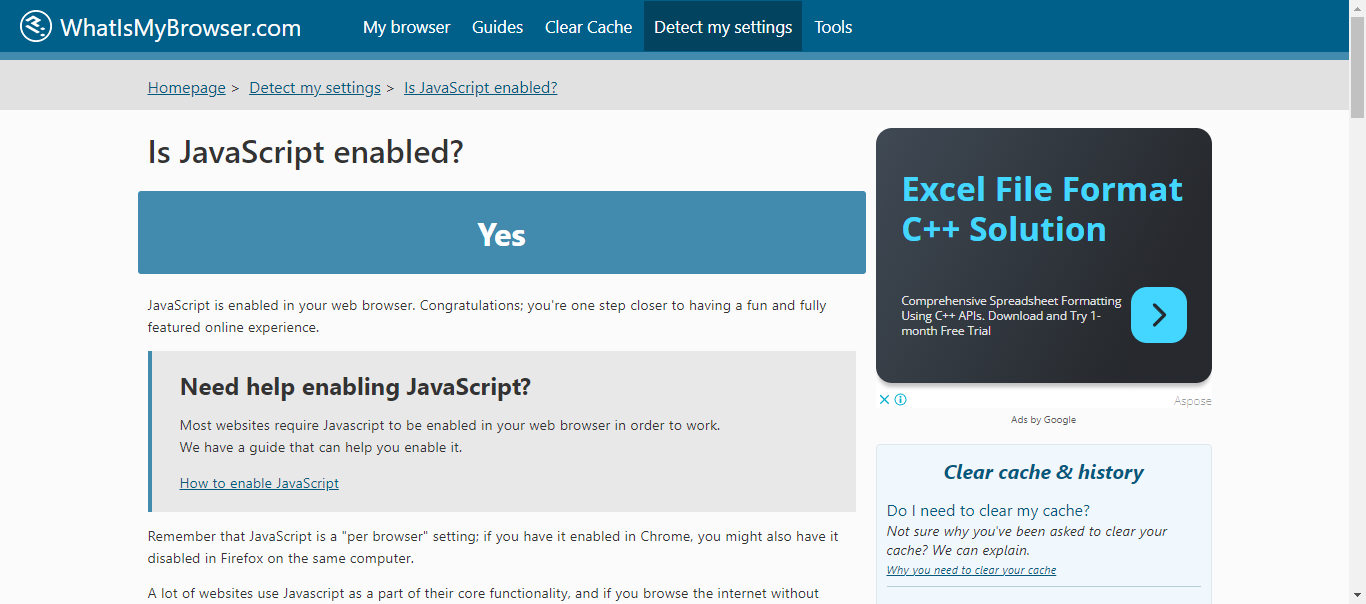 WhatIsMyBrowser.com
My browser Guides Clear Cache Detect my settings Tools
Homepage > Detect my settings > Is JavaScript enabled?
Is JavaScript enabled?
Yes
JavaScript is enabled in your web browser. Congratulations; you're one step closer to having a fun and fully
featured online experience.
Need help enabling JavaScript?
Most websites require Javascript to be enabled in your web browser in order to work.
We have a guide that can help you enable it.
How to enable JavaScript
Remember that JavaScript is a "per browser" setting; if you have it enabled in Chrome, you might also have it
disabled in Firefox on the same computer.
A lot of websites use Javascript as a part of their core functionality, and if you browse the internet without
Excel File Format
C++ Solution
Comprehensive Spreadsheet Formatting
Using C++ APIs. Download and Try 1-
month Free Trial
Aspose
Ads by Google
Clear cache & history
Do I need to clear my cache?
Not sure why you've been asked to clear your
cache? We can explain.
Why you need to clear your cache